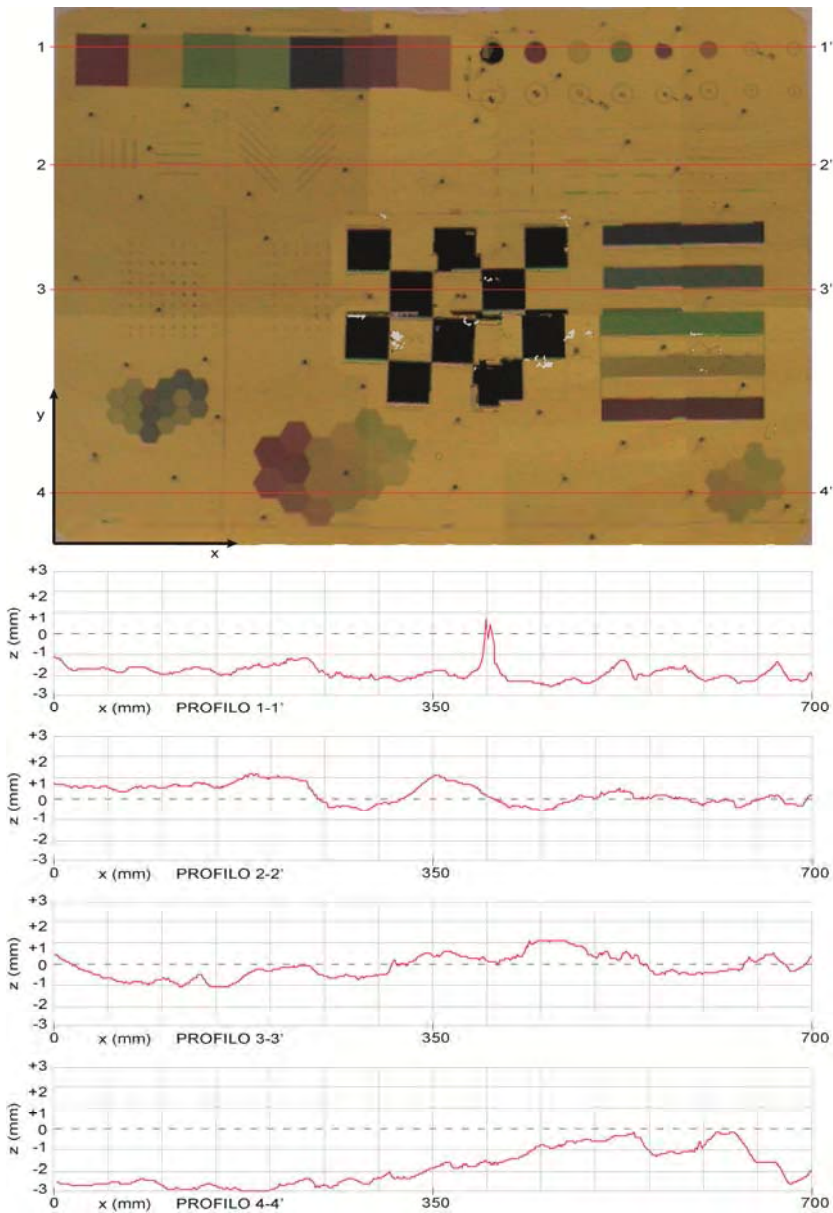 1 1'
2 2'
3 3'
y
4 4'
x
+3
+2
+1
0
-1
-2
-3
z (mm)
0 350 700
x (mm) PROFILO 1-1'
+3
+2
+1
0
-1
-2
-3
z (mm)
0 350 700
x (mm) PROFILO 2-2'
+3
+2
+1
0
-1
-2
-3
z (mm)
0 350 700
x (mm) PROFILO 3-3'
+3
+2
+1
0
-1
-2
-3
z (mm)
0 350 700
x (mm) PROFILO 4-4'